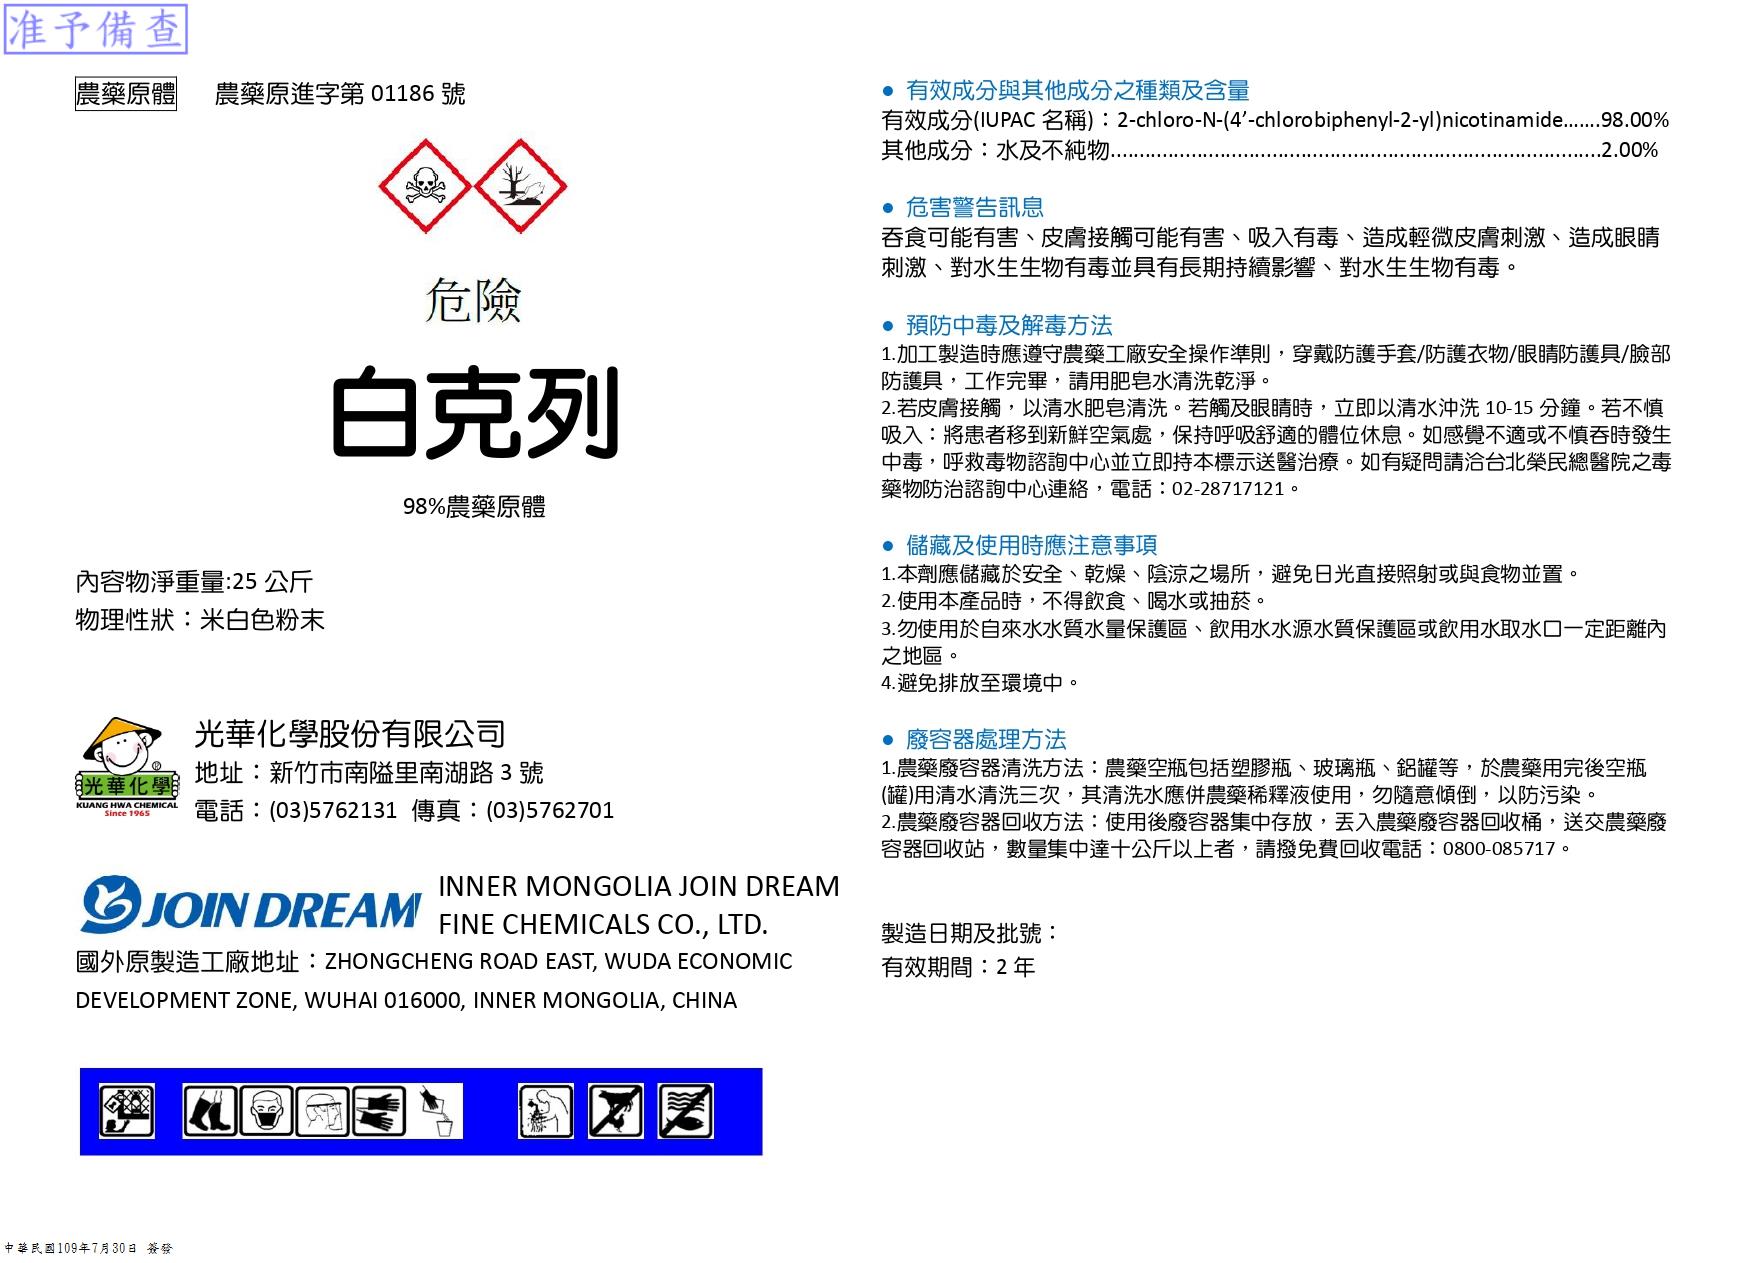 准予備查
農藥原體 農藥原進字第 01186 號
危險
白克列
98%農藥原體
內容物淨重量:25 公斤
物理性狀：米白色粉末
光華化學
®
KUANG HWA CHEMICAL
Since 1965
光華化學股份有限公司
地址：新竹市南隘里南湖路 3 號
電話：(03)5762131 傳真：(03)5762701
JOIN DREAM
INNER MONGOLIA JOIN DREAM
FINE CHEMICALS CO., LTD.
國外原製造工廠地址：ZHONGCHENG ROAD EAST, WUDA ECONOMIC
DEVELOPMENT ZONE, WUHAI 016000, INNER MONGOLIA, CHINA
● 有效成分與其他成分之種類及含量
有效成分(IUPAC 名稱)：2-chloro-N-(4’-chlorobiphenyl-2-yl)nicotinamide.......98.00%
其他成分：水及不純物.....................................................................................2.00%
● 危害警告訊息
吞食可能有害、皮膚接觸可能有害、吸入有毒、造成輕微皮膚刺激、造成眼睛
刺激、對水生生物有毒並具有長期持續影響、對水生生物有毒。
● 預防中毒及解毒方法
1.加工製造時應遵守農藥工廠安全操作準則，穿戴防護手套/防護衣物/眼睛防護具/臉部
防護具，工作完畢，請用肥皂水清洗乾淨。
2.若皮膚接觸，以清水肥皂清洗。若觸及眼睛時，立即以清水沖洗 10-15 分鐘。若不慎
吸入：將患者移到新鮮空氣處，保持呼吸舒適的體位休息。如感覺不適或不慎吞時發生
中毒，呼救毒物諮詢中心並立即持本標示送醫治療。如有疑問請洽台北榮民總醫院之毒
藥物防治諮詢中心連絡，電話：02-28717121。
● 儲藏及使用時應注意事項
1.本劑應儲藏於安全、乾燥、陰涼之場所，避免日光直接照射或與食物並置。
2.使用本產品時，不得飲食、喝水或抽菸。
3.勿使用於自來水水質水量保護區、飲用水水源水質保護區或飲用水取水口一定距離內
之地區。
4.避免排放至環境中。
● 廢容器處理方法
1.農藥廢容器清洗方法：農藥空瓶包括塑膠瓶、玻璃瓶、鋁罐等，於農藥用完後空瓶
(罐)用清水清洗三次，其清洗水應併農藥稀釋液使用，勿隨意傾倒，以防污染。
2.農藥廢容器回收方法：使用後廢容器集中存放，丟入農藥廢容器回收桶，送交農藥廢
容器回收站，數量集中達十公斤以上者，請撥免費回收電話：0800-085717。
製造日期及批號：
有效期間：2 年
中華民國109年7月30日 簽發